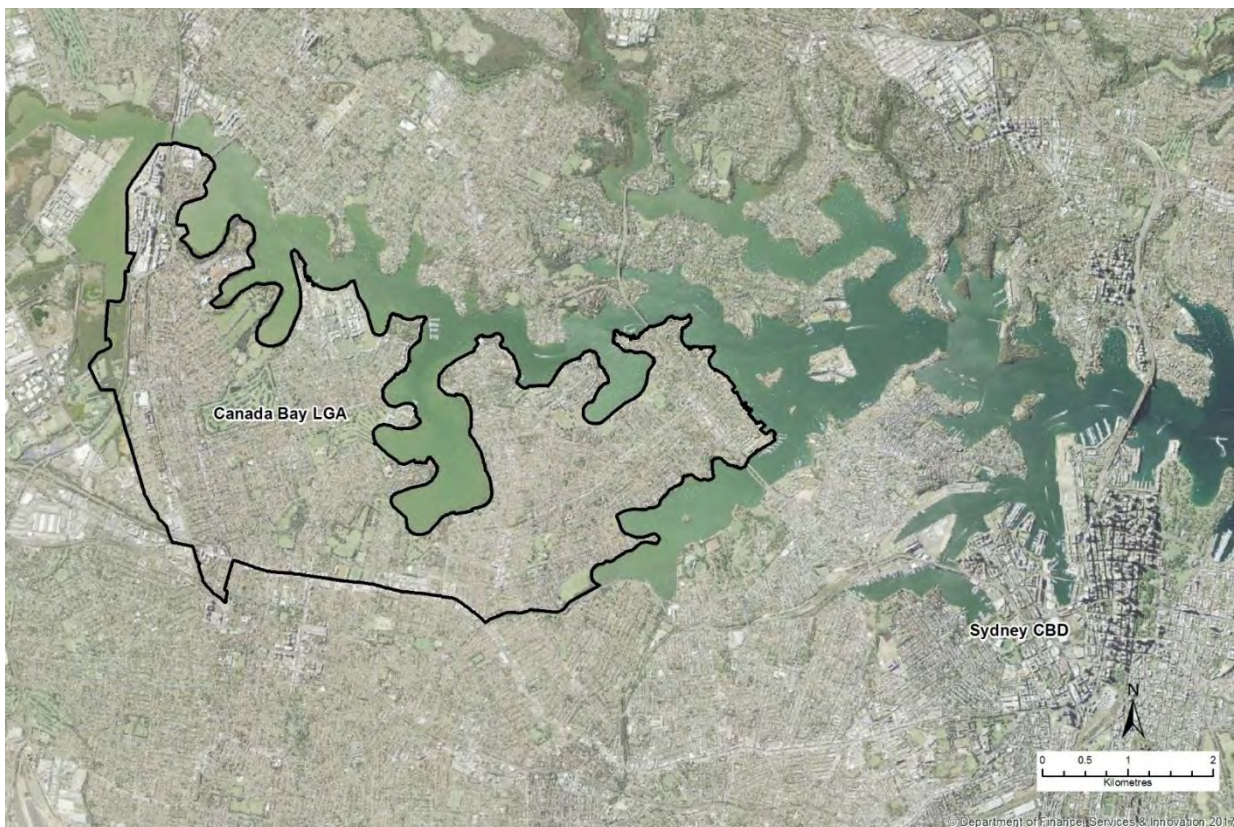 Canada Bay LGA
Sydney CBD
N
0 0.5 1 2
Kilometres
© Department of Finance, Services & Innovation 2017